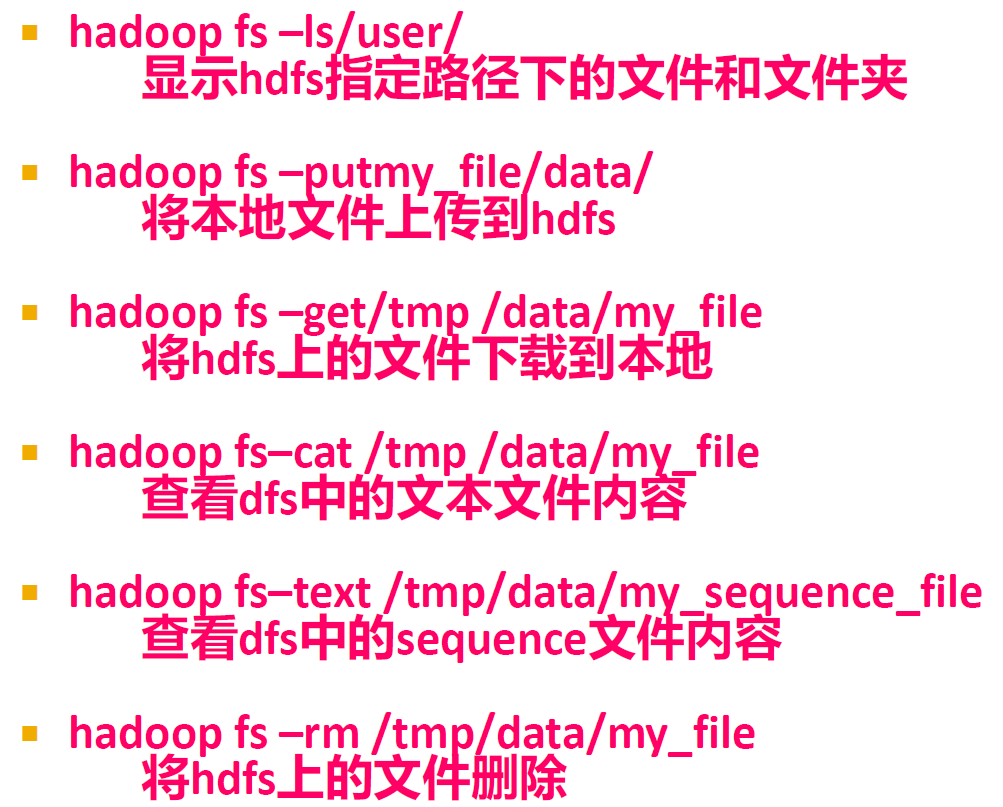 hadoop fs –ls/user/
显示hdfs指定路径下的文件和文件夹
hadoop fs –putmy_file/data/
将本地文件上传到hdfs
hadoop fs –get/tmp /data/my_file
将hdfs上的文件下载到本地
hadoop fs–cat /tmp /data/my_file
查看dfs中的文本文件内容
hadoop fs–text /tmp/data/my_sequence_file
查看dfs中的sequence文件内容
hadoop fs –rm /tmp/data/my_file
将hdfs上的文件删除